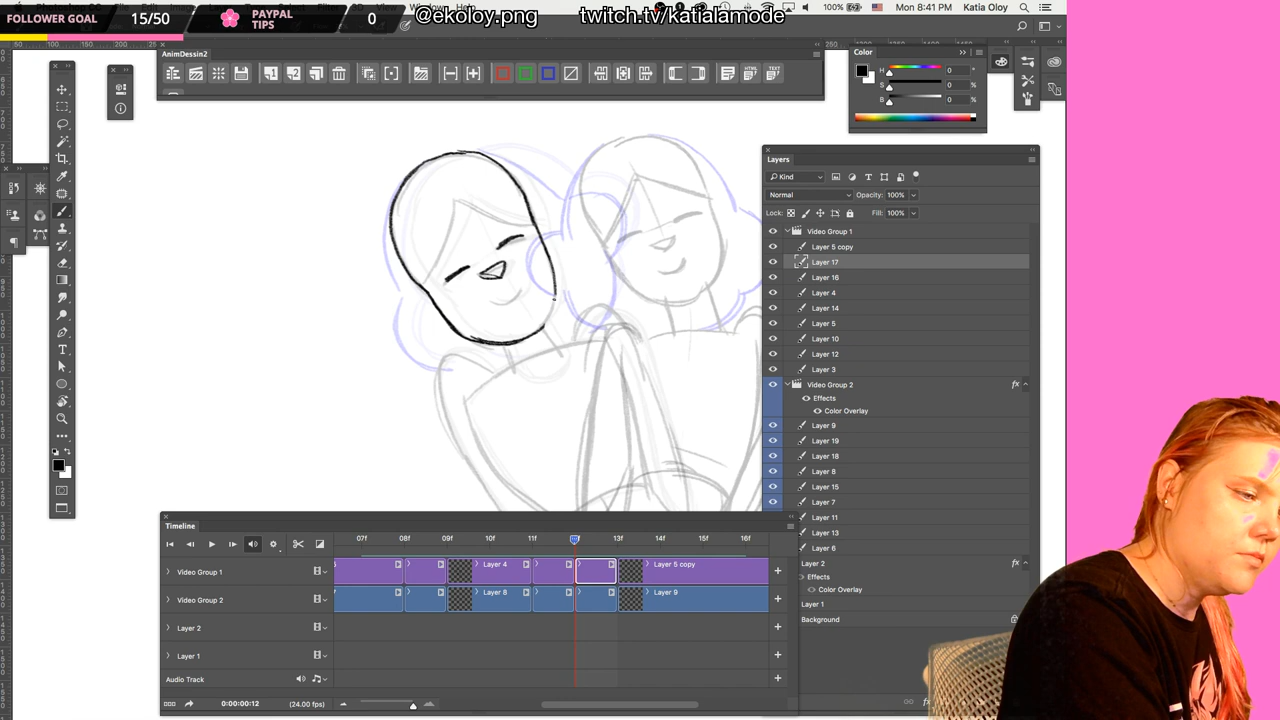 FOLLOWER GOAL 15/50 PAYPAL TIPS 0 @croloy.png twitch.tv/katialamode
100% Mon 8:41 PM Katia Oloy
AnimDessin2
Color
H 0 °
S 0 %
B 0 %
Layers
Kind
Normal Opacity: 100%
Lock: Fill: 100%
Video Group 1
Layer 5 copy
Layer 17
Layer 16
Layer 4
Layer 14
Layer 5
Layer 10
Layer 12
Layer 3
Video Group 2 fx
Effects
Color Overlay
Layer 9
Layer 19
Layer 18
Layer 8
Layer 15
Layer 7
Layer 11
Layer 13
Layer 6
Layer 2
Effects
Color Overlay
Layer 1
Background
Timeline
07f 08f 09f 10f 11f 13f 14f 15f 16f
Video Group 1 Layer 4 Layer 5 copy
Video Group 2 Layer 8 Layer 9
Layer 2
Layer 1
Audio Track
0:00:00:12 (24.00 fps)